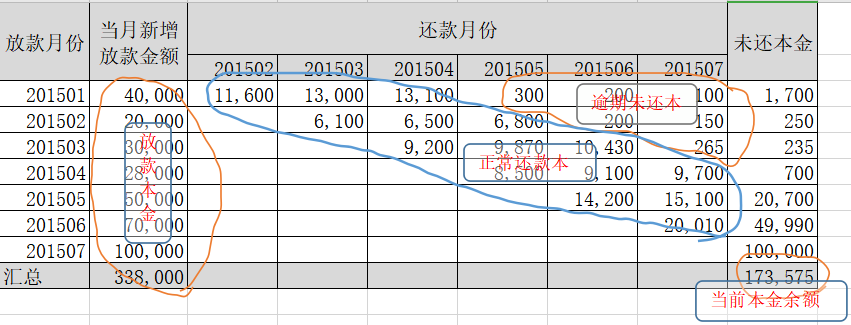 放款月份 当月新增放款金额 还款月份 未还本金
201502 201503 201504 201505 201506 201507
201501 40,000 11,600 13,000 13,100 300 200 100 1,700
201502 20,000 6,100 6,500 6,800 200 150 250
201503 30,000 9,200 9,870 10,430 265 235
201504 28,000 8,500 9,100 9,700 700
201505 50,000 14,200 15,100 20,700
201506 70,000 20,010 49,990
201507 100,000 100,000
汇总 338,000 173,575
逾期未还本
放款本金
正常还款本
当前本金余额